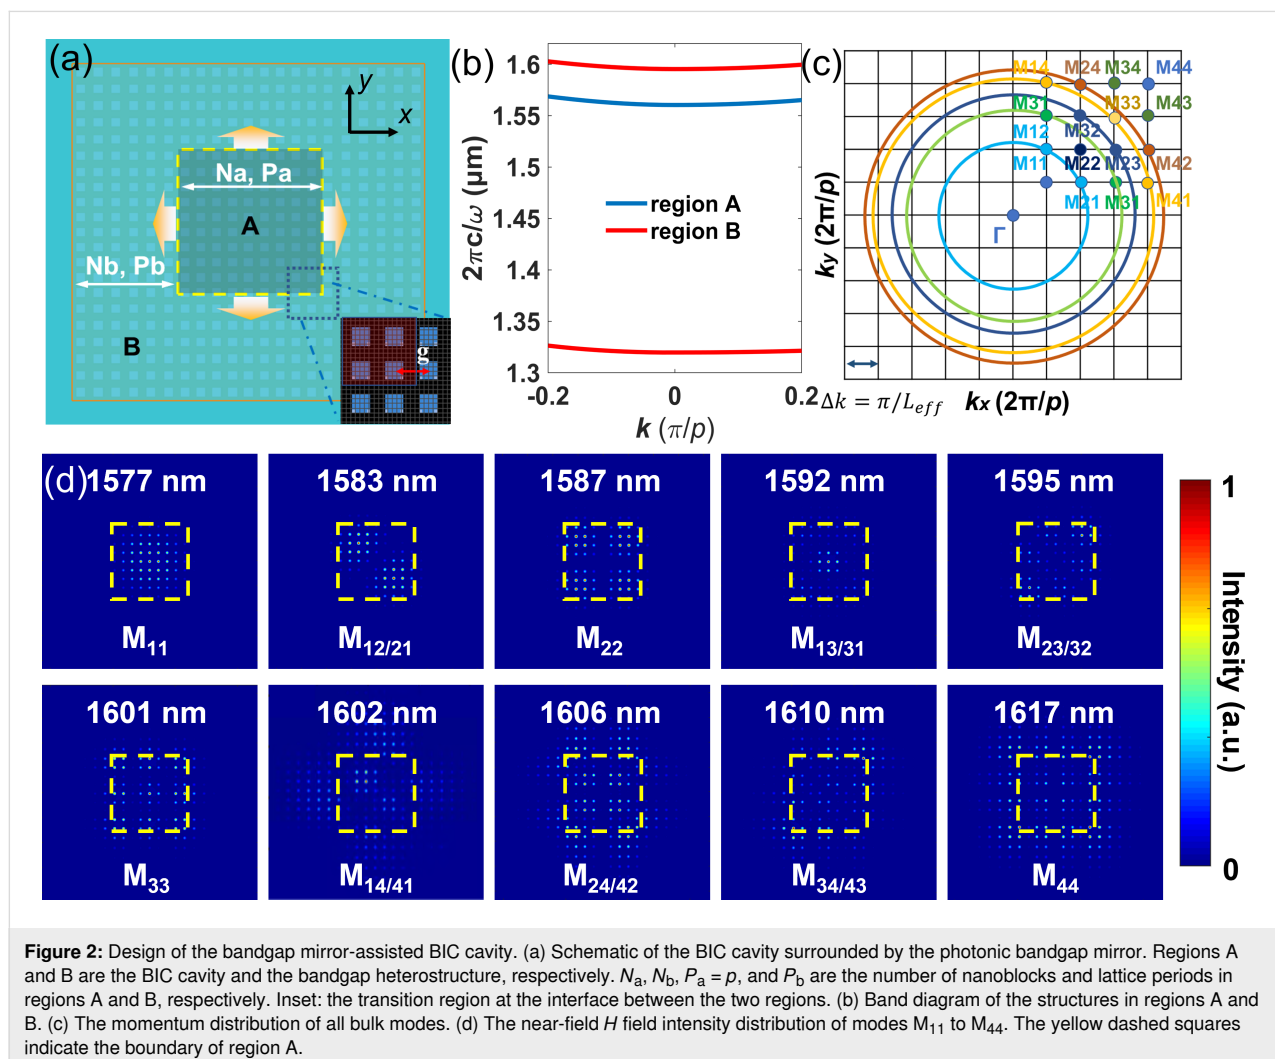 (a)
y
x
Na, Pa
A
Nb, Pb
B
g
(b)
1.6
1.55
1.5
1.45
1.4
1.35
1.3
2πc/ω (μm)
region A
region B
-0.2
0
0.2
k (π/p)
(c)
M14 M24 M34 M44
M31 M33 M43
M12 M32
M11 M22 M23 M42
M21 M31 M41
Γ
ky (2π/p)
Δk = π/L_eff kx (2π/p)
(d)
1577 nm
M11
1583 nm
M12/21
1587 nm
M22
1592 nm
M13/31
1595 nm
M23/32
1601 nm
M33
1602 nm
M14/41
1606 nm
M24/42
1610 nm
M34/43
1617 nm
M44
1
Intensity (a.u.)
0
Figure 2: Design of the bandgap mirror-assisted BIC cavity. (a) Schematic of the BIC cavity surrounded by the photonic bandgap mirror. Regions A
and B are the BIC cavity and the bandgap heterostructure, respectively. Na, Nb, Pa = p, and Pb are the number of nanoblocks and lattice periods in
regions A and B, respectively. Inset: the transition region at the interface between the two regions. (b) Band diagram of the structures in regions A and
B. (c) The momentum distribution of all bulk modes. (d) The near-field H field intensity distribution of modes M11 to M44. The yellow dashed squares
indicate the boundary of region A.